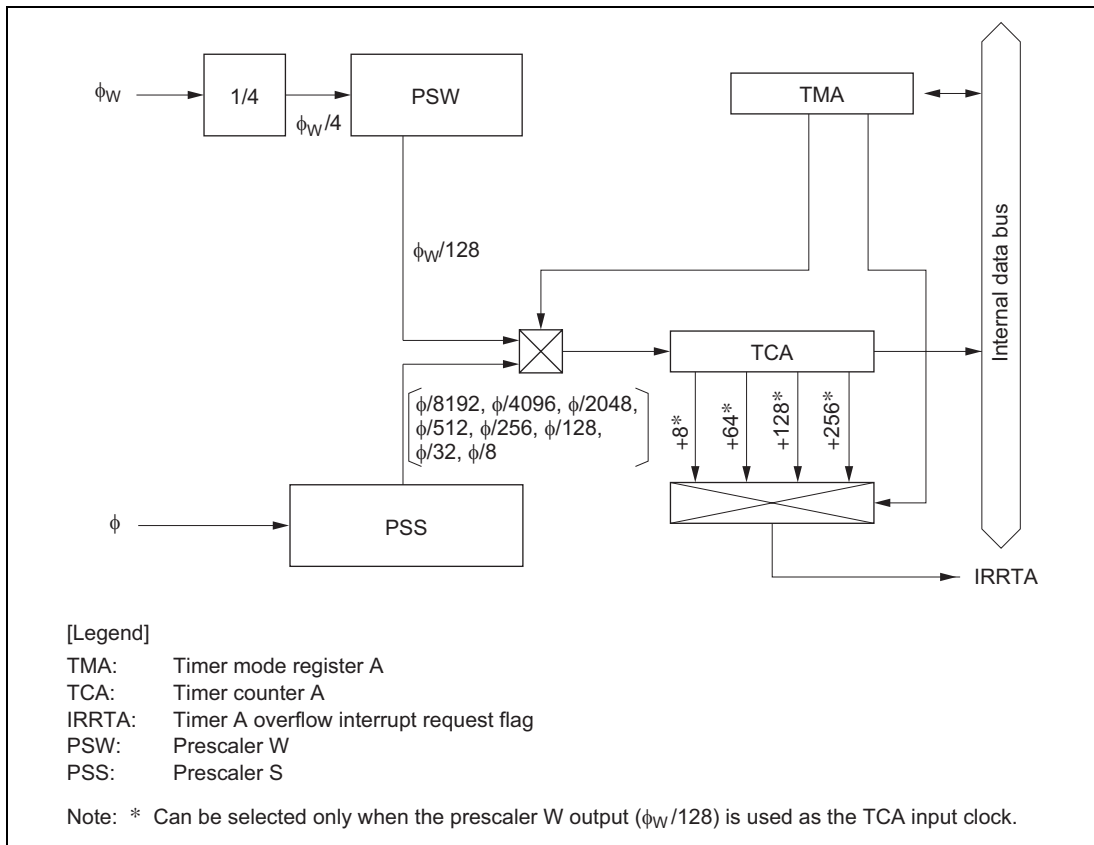 ϕW
1/4
ϕW/4
PSW
TMA
ϕW/128
Internal data bus
TCA
ϕ/8192, ϕ/4096, ϕ/2048,
ϕ/512, ϕ/256, ϕ/128,
ϕ/32, ϕ/8
+8*
+64*
+128*
+256*
ϕ
PSS
IRRTA
[Legend]
TMA: Timer mode register A
TCA: Timer counter A
IRRTA: Timer A overflow interrupt request flag
PSW: Prescaler W
PSS: Prescaler S
Note: * Can be selected only when the prescaler W output (ϕW/128) is used as the TCA input clock.